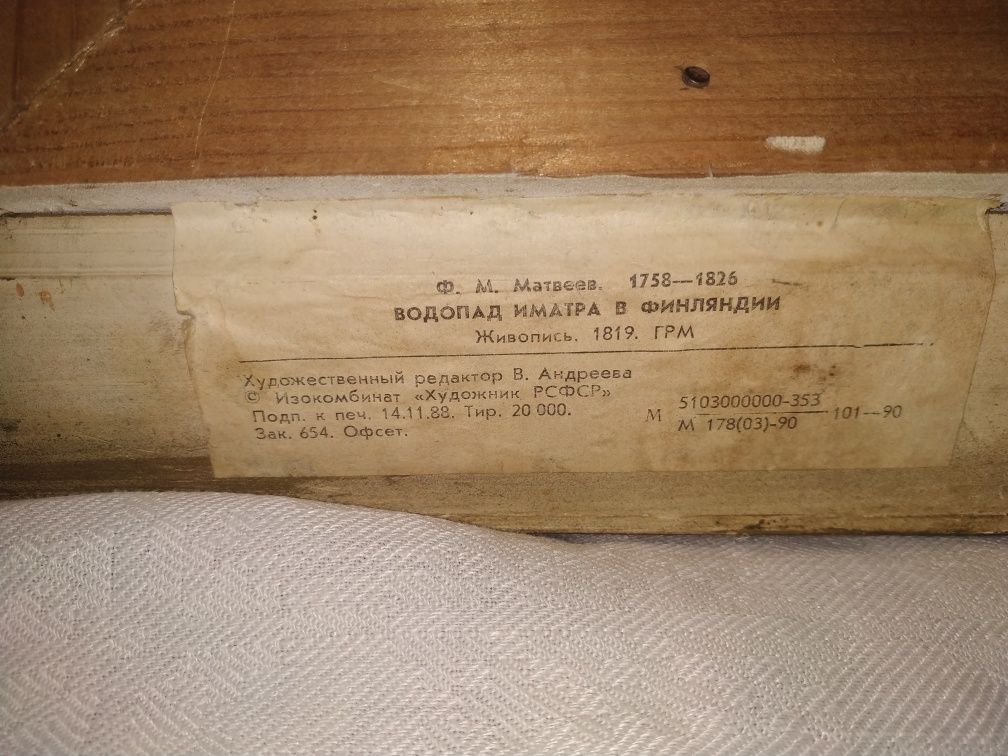 Ф. М. Матвеев. 1758—1826
ВОДОПАД ИМАТРА В ФИНЛЯНДИИ
Живопись. 1819. ГРМ
Художественный редактор В. Андреева
© Изокомбинат «Художник РСФСР»
Подп. к печ. 14.11.88. Тир. 20 000.
Зак. 654. Офсет.
М 5103000000-353 101—90
М 178(03)-90